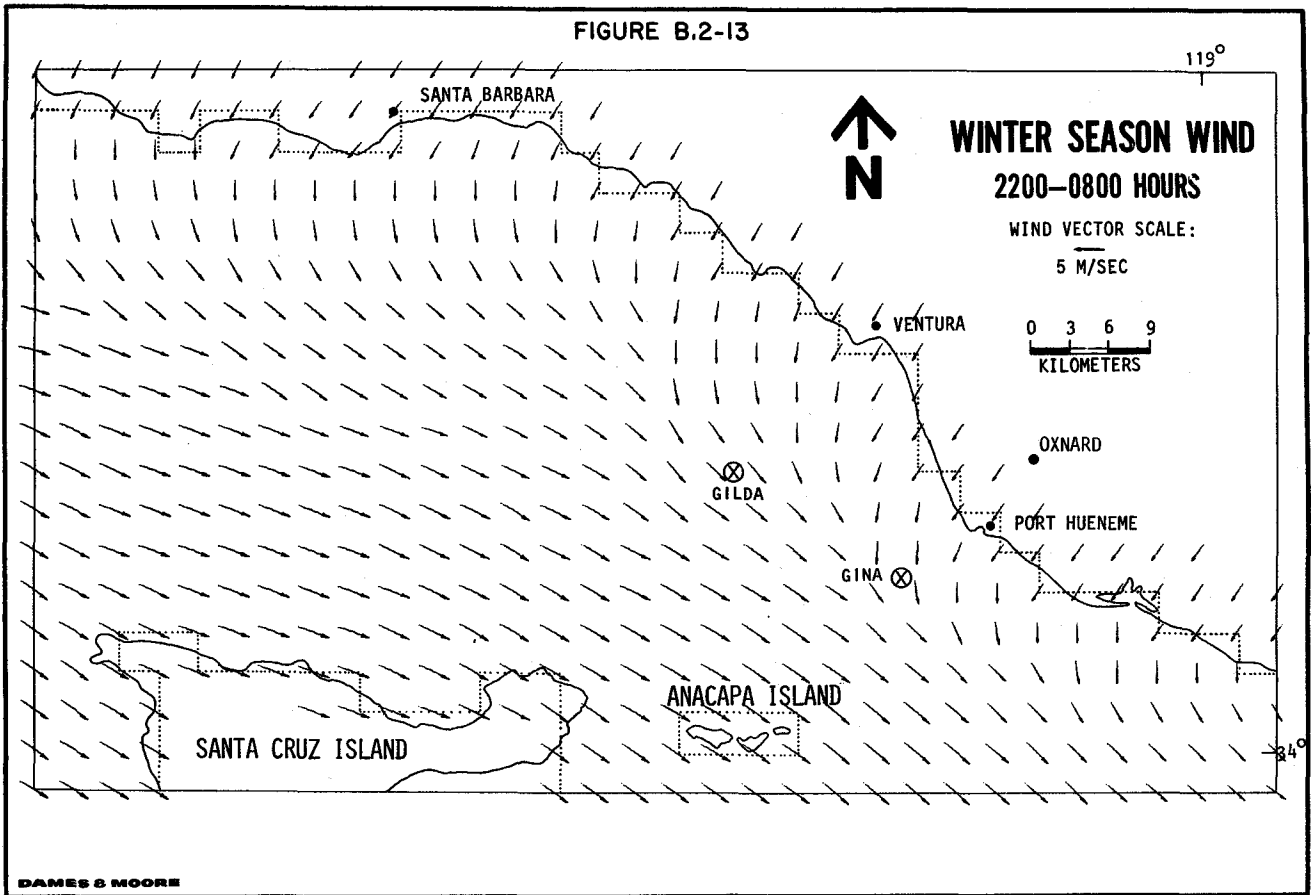 FIGURE B.2-13
119°
SANTA BARBARA
N
WINTER SEASON WIND
2200—0800 HOURS
WIND VECTOR SCALE:
5 M/SEC
VENTURA
0 3 6 9
KILOMETERS
OXNARD
GILDA
PORT HUENEME
GINA
ANACAPA ISLAND
SANTA CRUZ ISLAND
34°
DAMES & MOORE